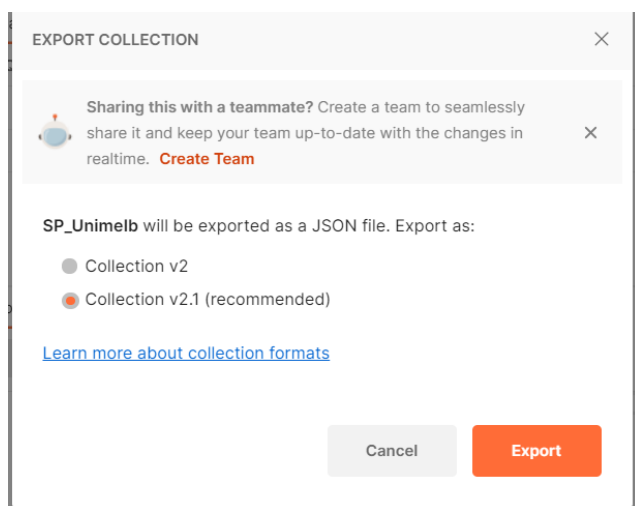 EXPORT COLLECTION
Sharing this with a teammate? Create a team to seamlessly
share it and keep your team up-to-date with the changes in
realtime. Create Team
SP_Unimelb will be exported as a JSON file. Export as:
Collection v2
Collection v2.1 (recommended)
Learn more about collection formats
Cancel
Export